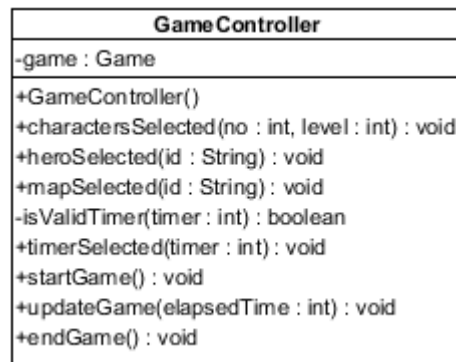 GameController
-game : Game
+GameController()
+charactersSelected(no : int, level : int) : void
+heroSelected(id : String) : void
+mapSelected(id : String) : void
-isValidTimer(timer : int) : boolean
+timerSelected(timer : int) : void
+startGame() : void
+updateGame(elapsedTime : int) : void
+endGame() : void